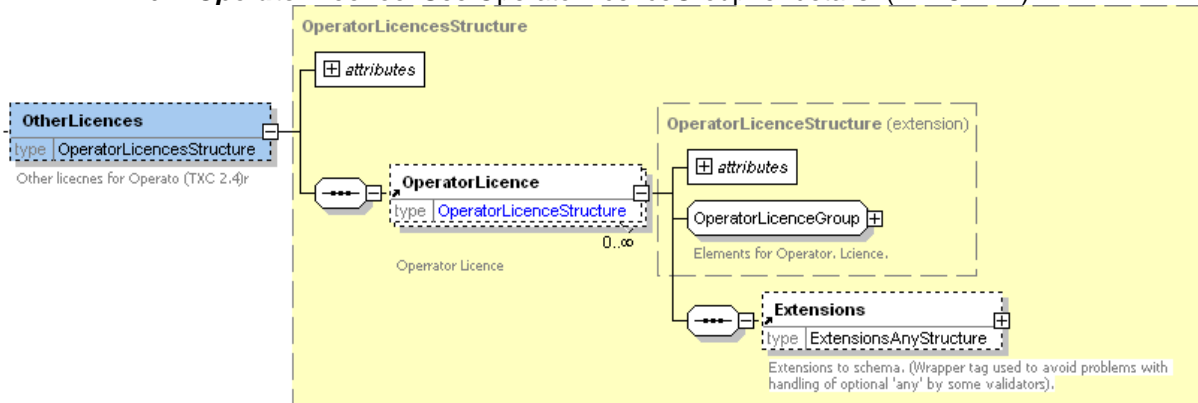 OperatorLicencesStructure
attributes
OtherLicences
type OperatorLicencesStructure
Other licecnes for Operato (TXC 2.4)r
OperatorLicenceStructure (extension)
attributes
OperatorLicence
type OperatorLicenceStructure
0..∞
Operrator Licence
OperatorLicenceGroup
Elements for Operator. Lcience.
Extensions
type ExtensionsAnyStructure
Extensions to schema. (Wrapper tag used to avoid problems with
handling of optional 'any' by some validators).